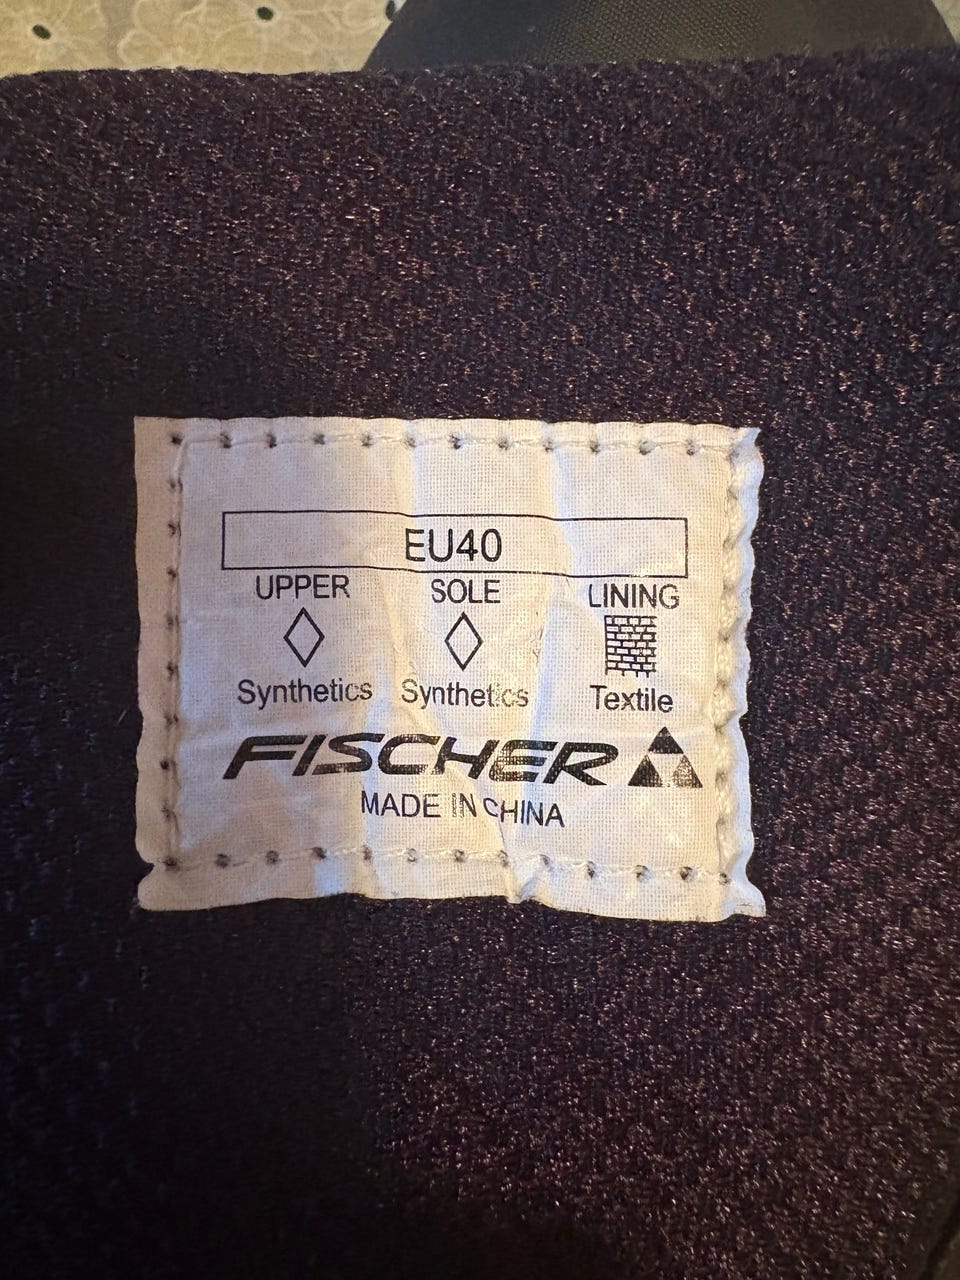 EU40
UPPER SOLE LINING
Synthetics Synthetics Textile
FISCHER
MADE IN CHINA